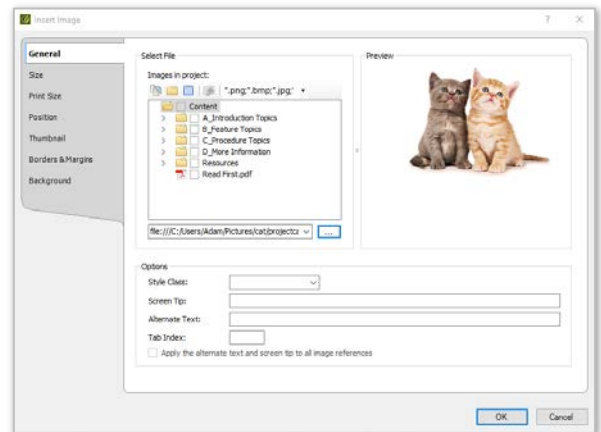 Insert Image
General
Size
Print Size
Position
Thumbnail
Borders & Margins
Background
Select File
Images in project:
*.png;*.bmp;*.jpg;*
Content
A_Introduction Topics
B_Feature Topics
C_Procedure Topics
D_More Information
Resources
Read First.pdf
file:///C:/Users/Adam/Pictures/cat/projectca
...
Preview
Options
Style Class:
Screen Tip:
Alternate Text:
Tab Index:
Apply the alternate text and screen tip to all image references
OK Cancel